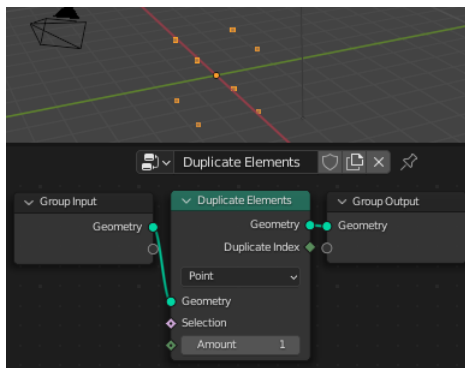 Duplicate Elements
Group Input
Geometry
Duplicate Elements
Geometry
Duplicate Index
Point
Geometry
Selection
Amount 1
Group Output
Geometry